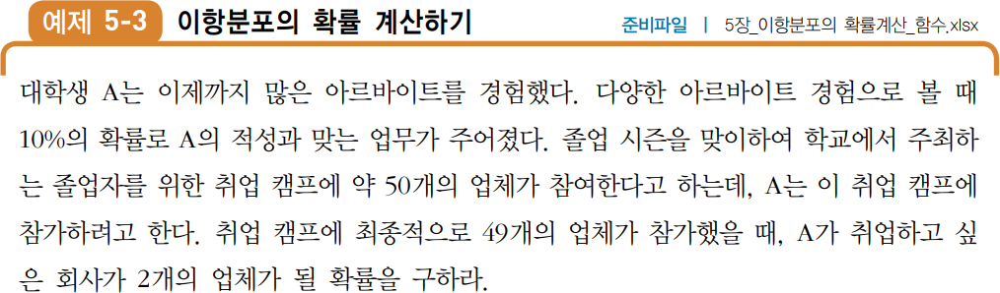 예제 5-3 이항분포의 확률 계산하기 준비파일 | 5장_이항분포의 확률계산_함수.xlsx
대학생 A는 이제까지 많은 아르바이트를 경험했다. 다양한 아르바이트 경험으로 볼 때
10%의 확률로 A의 적성과 맞는 업무가 주어졌다. 졸업 시즌을 맞이하여 학교에서 주최하
는 졸업자를 위한 취업 캠프에 약 50개의 업체가 참여한다고 하는데, A는 이 취업 캠프에
참가하려고 한다. 취업 캠프에 최종적으로 49개의 업체가 참가했을 때, A가 취업하고 싶
은 회사가 2개의 업체가 될 확률을 구하라.